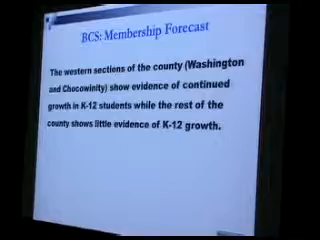 BCS: Membership Forecast
The western sections of the county (Washington
and Chocowinity) show evidence of continued
growth in K-12 students while the rest of the
county shows little evidence of K-12 growth.